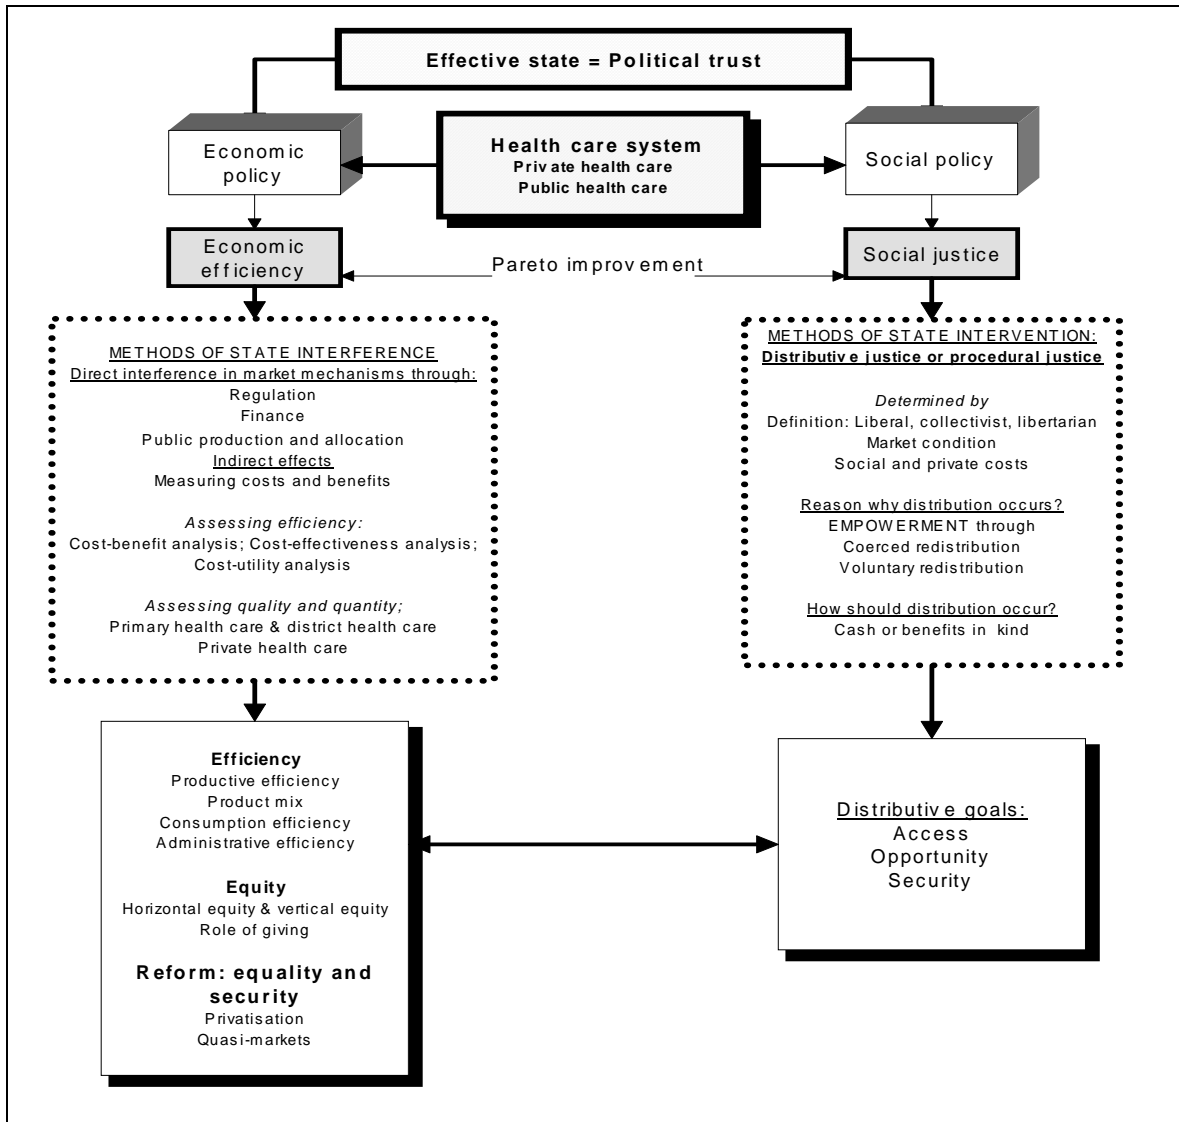 Effective state = Political trust
Economic
policy
Health care system
Private health care
Public health care
Social policy
Economic
efficiency
Pareto improvement
Social justice
METHODS OF STATE INTERFERENCE
Direct interference in market mechanisms through:
Regulation
Finance
Public production and allocation
Indirect effects
Measuring costs and benefits
Assessing efficiency:
Cost-benefit analysis; Cost-effectiveness analysis;
Cost-utility analysis
Assessing quality and quantity;
Primary health care & district health care
Private health care
METHODS OF STATE INTERVENTION:
Distributive justice or procedural justice
Determined by
Definition: Liberal, collectivist, libertarian
Market condition
Social and private costs
Reason why distribution occurs?
EMPOWERMENT through
Coerced redistribution
Voluntary redistribution
How should distribution occur?
Cash or benefits in kind
Efficiency
Productive efficiency
Product mix
Consumption efficiency
Administrative efficiency
Equity
Horizontal equity & vertical equity
Role of giving
Reform: equality and
security
Privatisation
Quasi-markets
Distributive goals:
Access
Opportunity
Security